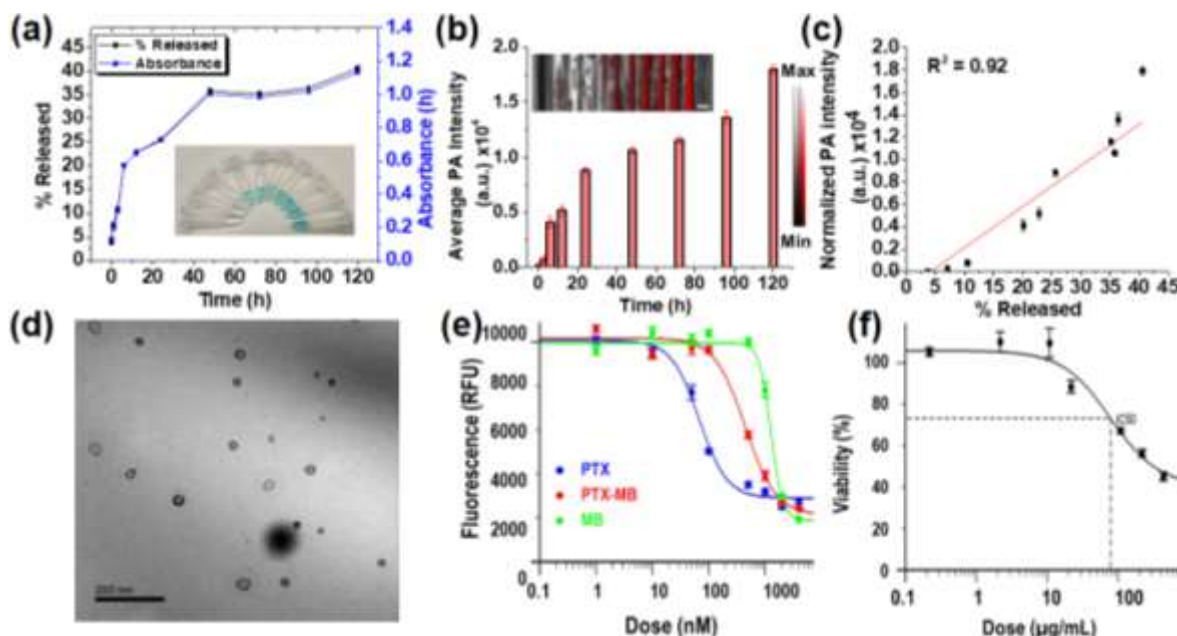 (a)
45
40
35
30
25
20
15
10
5
0
% Released
% Released
Absorbance
1.4
1.2
1.0
0.8
0.6
0.4
0.2
0.0
Absorbance (h)
0 20 40 60 80 100 120
Time (h)
(b)
2.0
1.5
1.0
0.5
0.0
Average PA Intensity
(a.u.) x10⁴
Max
Min
0 20 40 60 80 100 120
Time (h)
(c)
2.0
1.8
1.6
1.4
1.2
1.0
0.8
0.6
0.4
0.2
0.0
Normalized PA intensity
(a.u.) x10⁴
R² = 0.92
0 5 10 15 20 25 30 35 40 45
% Released
(d)
(e)
10000
8000
6000
4000
2000
0
Fluorescence (RFU)
PTX
PTX-MB
MB
0.1 1 10 100 1000
Dose (nM)
(f)
100
80
60
40
20
0
Viability (%)
0.1 1 10 100
Dose (µg/mL)